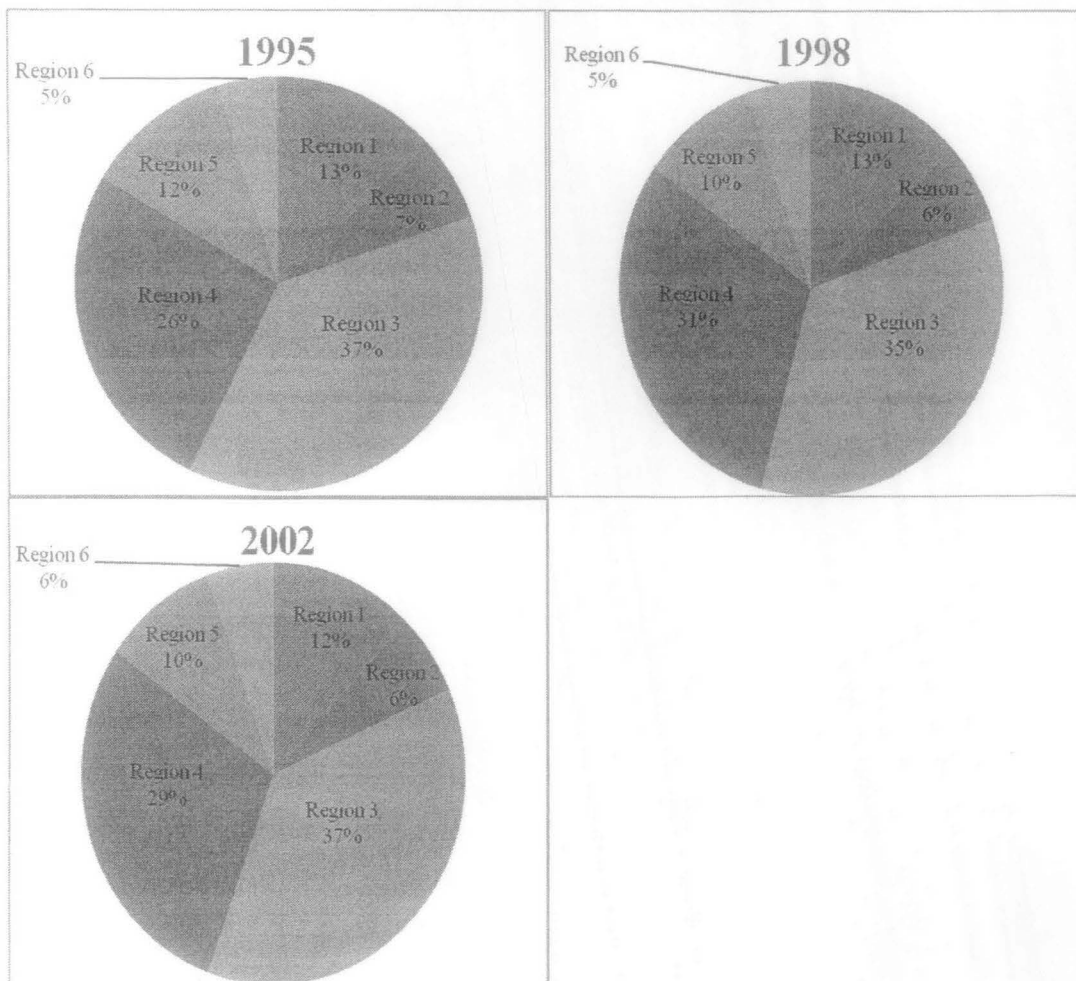 1995
Region 6
5%
Region 1
13%
Region 2
7%
Region 3
37%
Region 4
26%
Region 5
12%
1998
Region 6
5%
Region 1
13%
Region 2
6%
Region 3
35%
Region 4
31%
Region 5
10%
2002
Region 6
6%
Region 1
12%
Region 2
6%
Region 3
37%
Region 4
29%
Region 5
10%